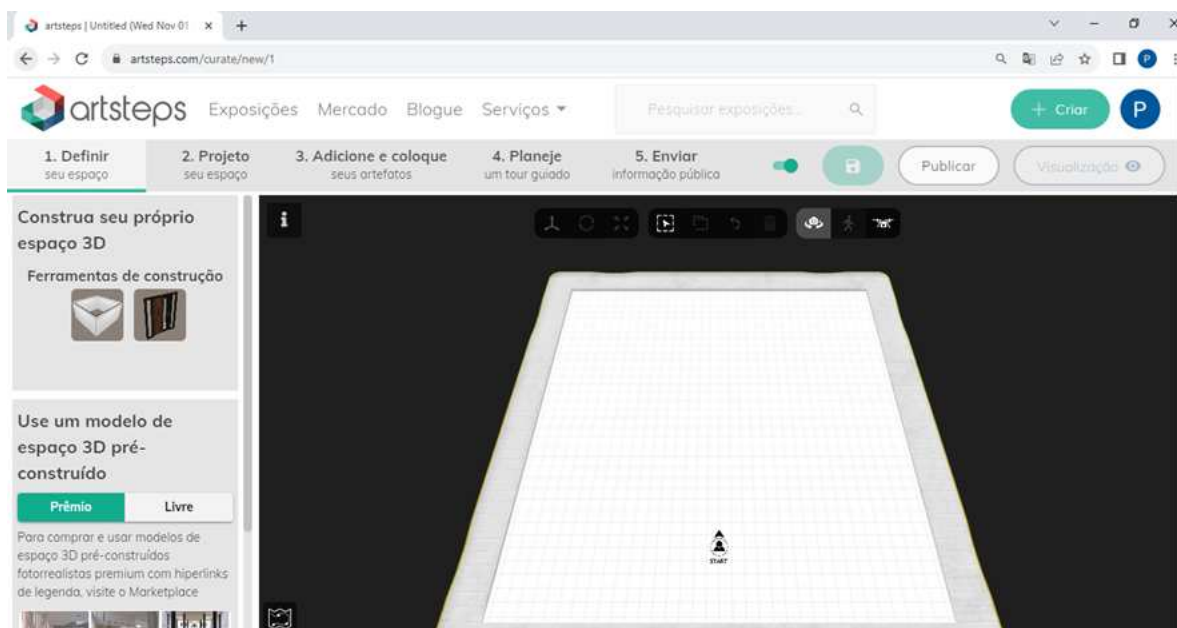 artsteps | Untitled (Wed Nov 01
artsteps.com/curate/new/1
P
artsteps
Exposições Mercado Blogue Serviços
Pesquisar exposições...
+ Criar
P
1. Definir
seu espaço
2. Projeto
seu espaço
3. Adicione e coloque
seus artefatos
4. Planeje
um tour guiado
5. Enviar
informação pública
Publicar
Visualização
Construa seu próprio
espaço 3D
Ferramentas de construção
i
Use um modelo de
espaço 3D pré-
construído
Prêmio Livre
Para comprar e usar modelos de
espaço 3D pré-construídos
fotorrealistas premium com hiperlinks
de legenda, visite o Marketplace
START